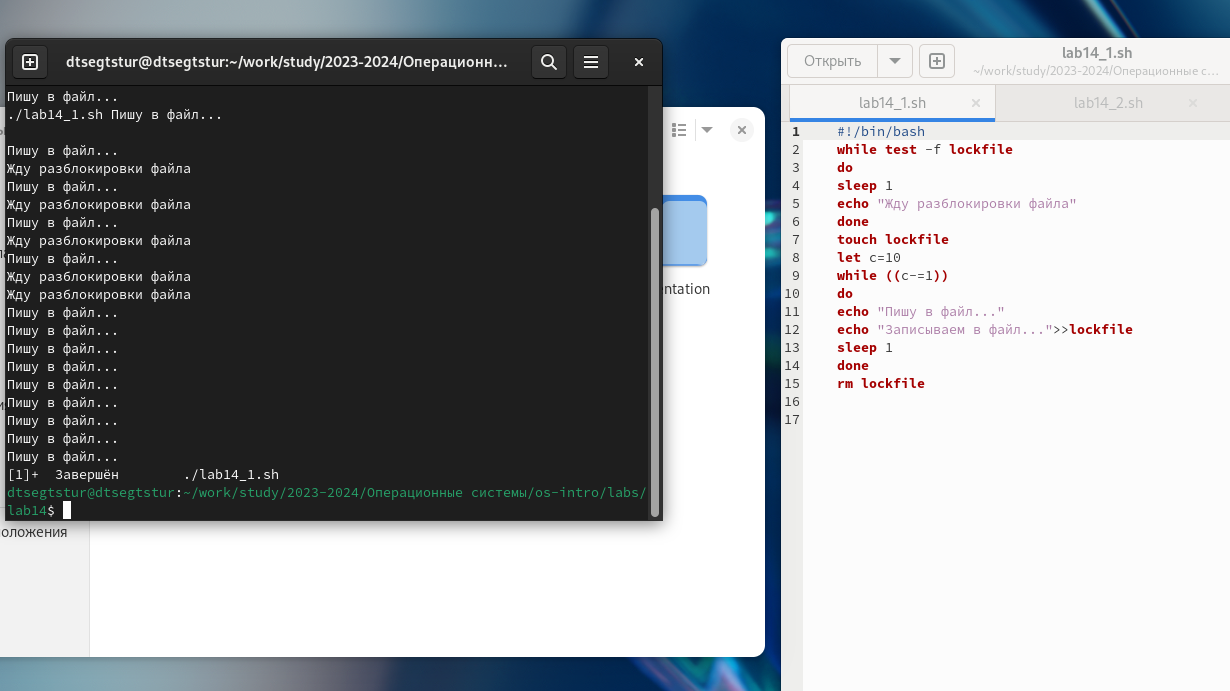 dtsegtstur@dtsegtstur:~/work/study/2023-2024/Операционн...
Пишу в файл...
./lab14_1.sh Пишу в файл...
Пишу в файл...
Жду разблокировки файла
Пишу в файл...
Жду разблокировки файла
Пишу в файл...
Жду разблокировки файла
Пишу в файл...
Жду разблокировки файла
Жду разблокировки файла
Пишу в файл...
Пишу в файл...
Пишу в файл...
Пишу в файл...
Пишу в файл...
Пишу в файл...
Пишу в файл...
Пишу в файл...
Пишу в файл...
[1]+  Завершён        ./lab14_1.sh
dtsegtstur@dtsegtstur:~/work/study/2023-2024/Операционные системы/os-intro/labs/
lab14$
entation
оложения
Открыть
lab14_1.sh
~/work/study/2023-2024/Операционные с...
lab14_1.sh
lab14_2.sh
1 #!/bin/bash
2 while test -f lockfile
3 do
4 sleep 1
5 echo "Жду разблокировки файла"
6 done
7 touch lockfile
8 let c=10
9 while ((c-=1))
10 do
11 echo "Пишу в файл..."
12 echo "Записываем в файл...">>lockfile
13 sleep 1
14 done
15 rm lockfile
16
17